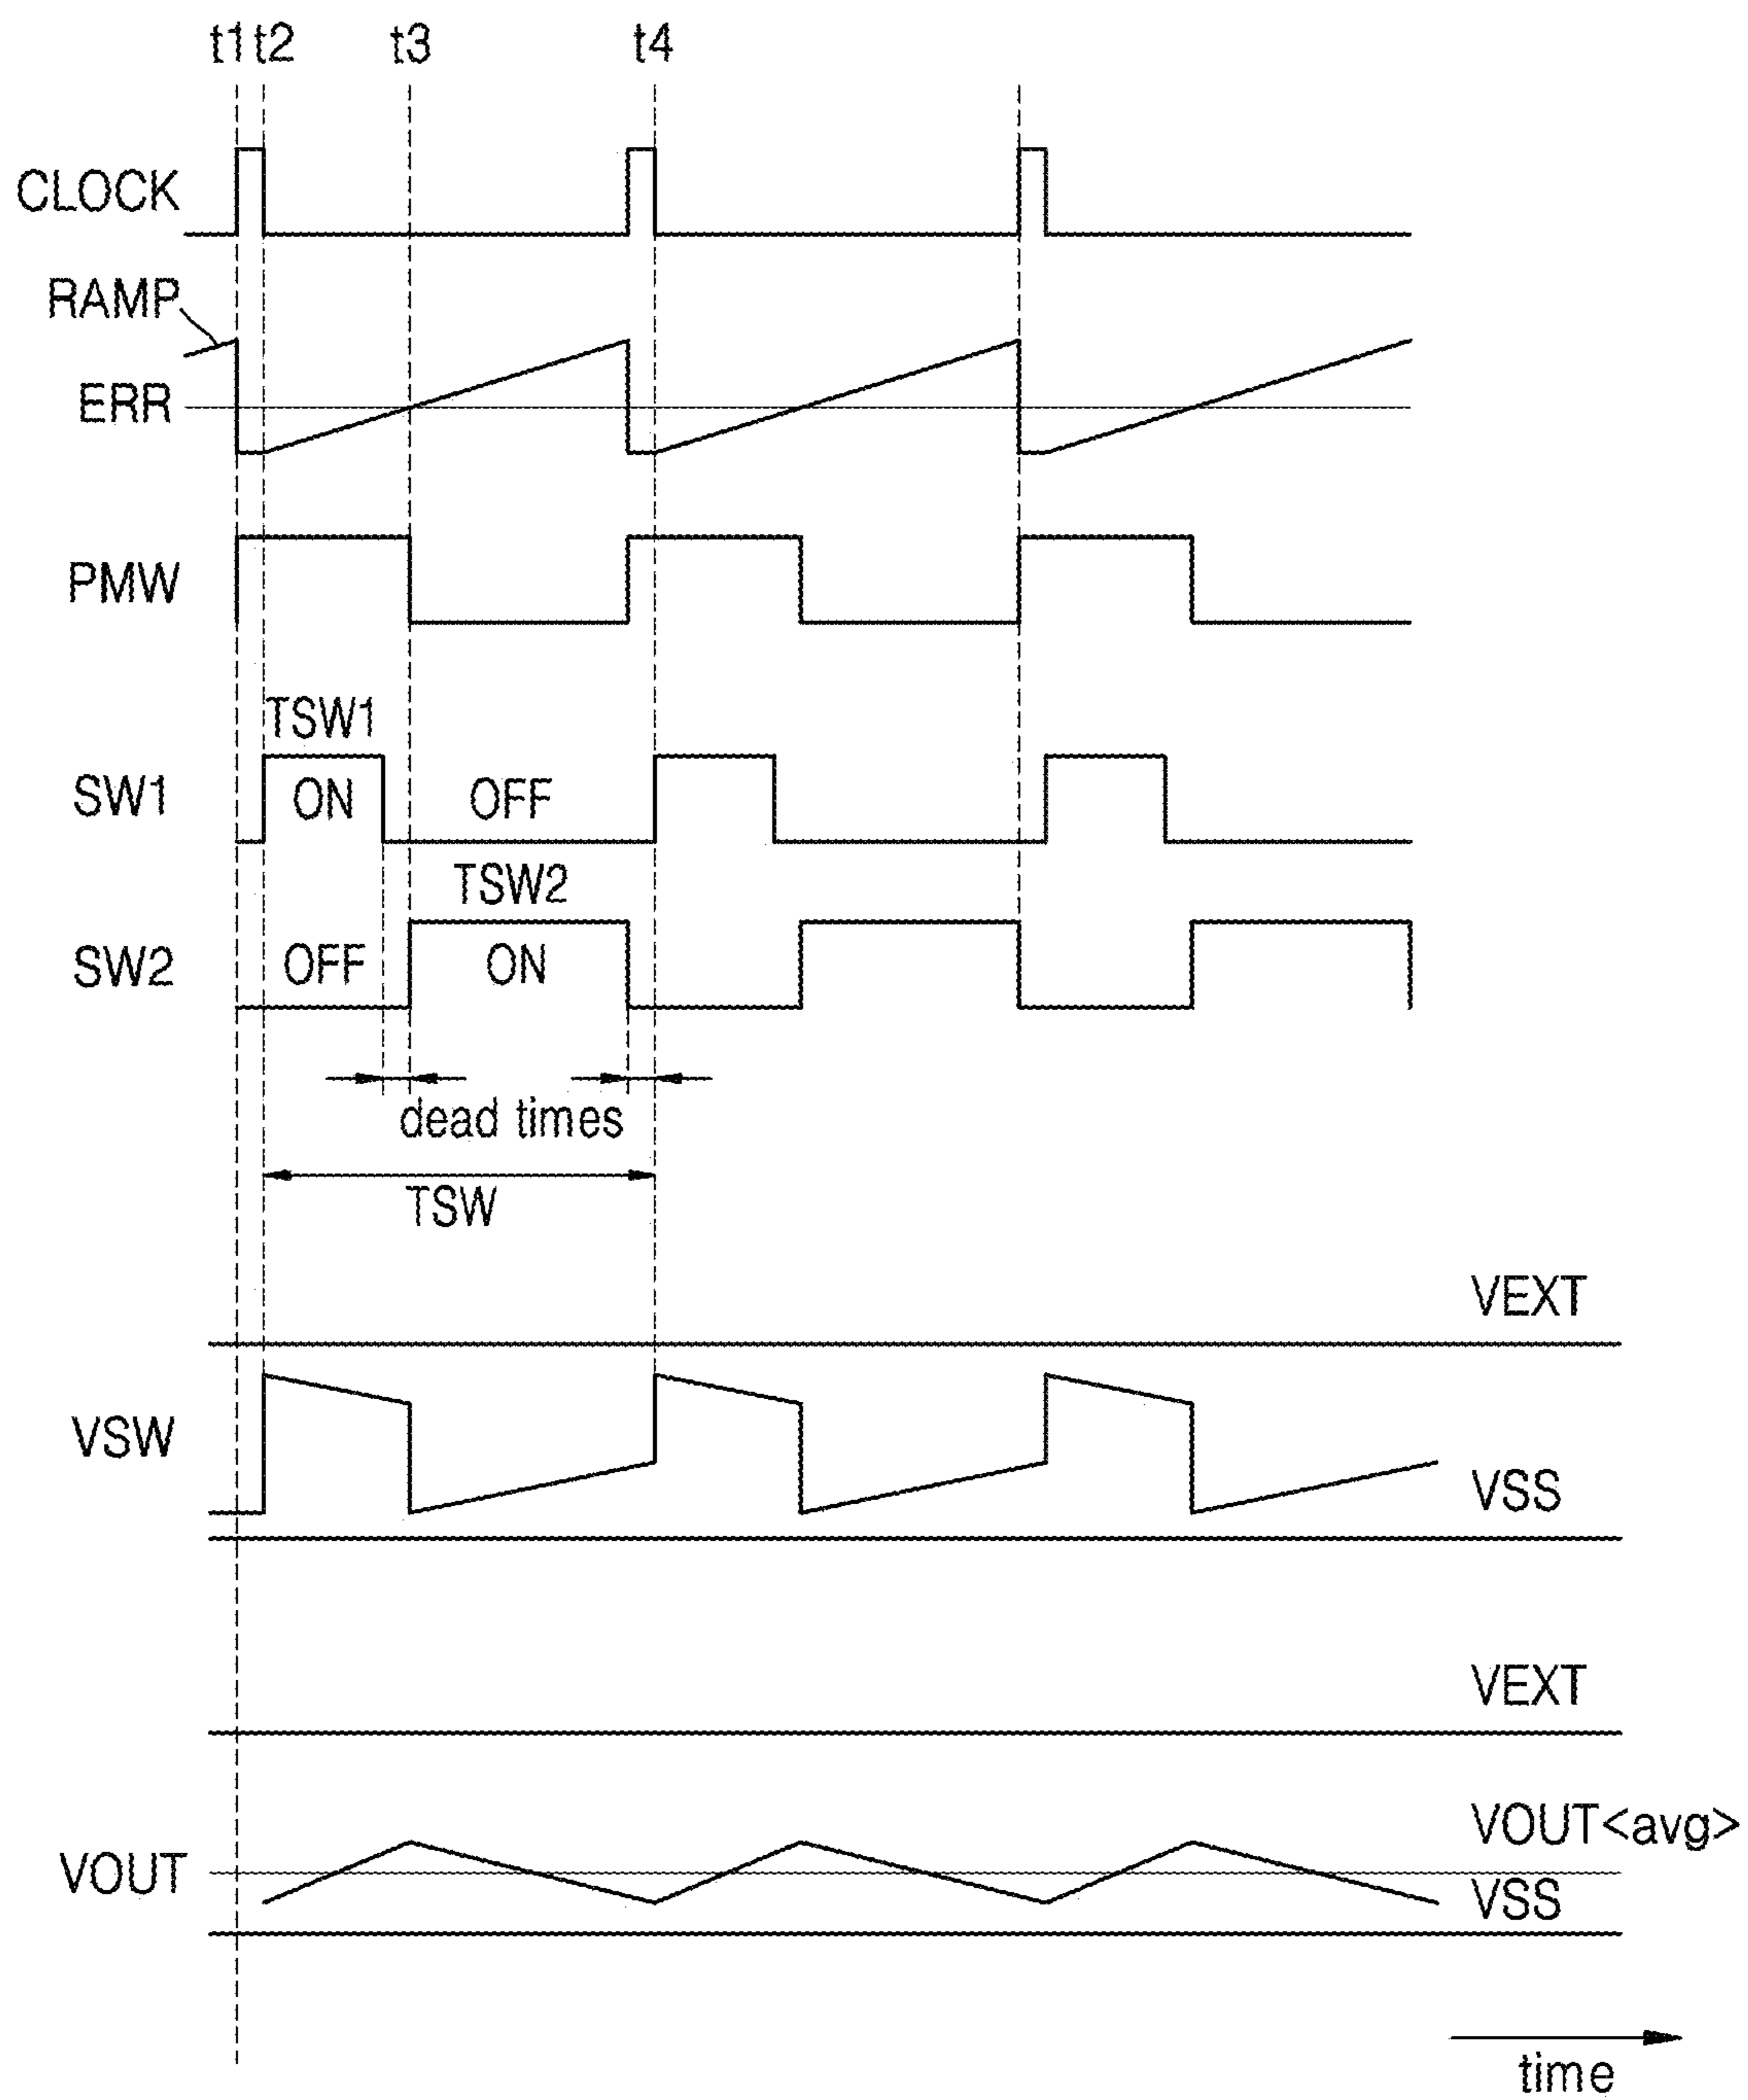 t1 t2 t3 t4
CLOCK
RAMP
ERR
PMW
TSW1
SW1 ON OFF
TSW2
SW2 OFF ON
dead times
TSW
VEXT
VSW
VSS
VEXT
VOUT<avg>
VOUT
VSS
time